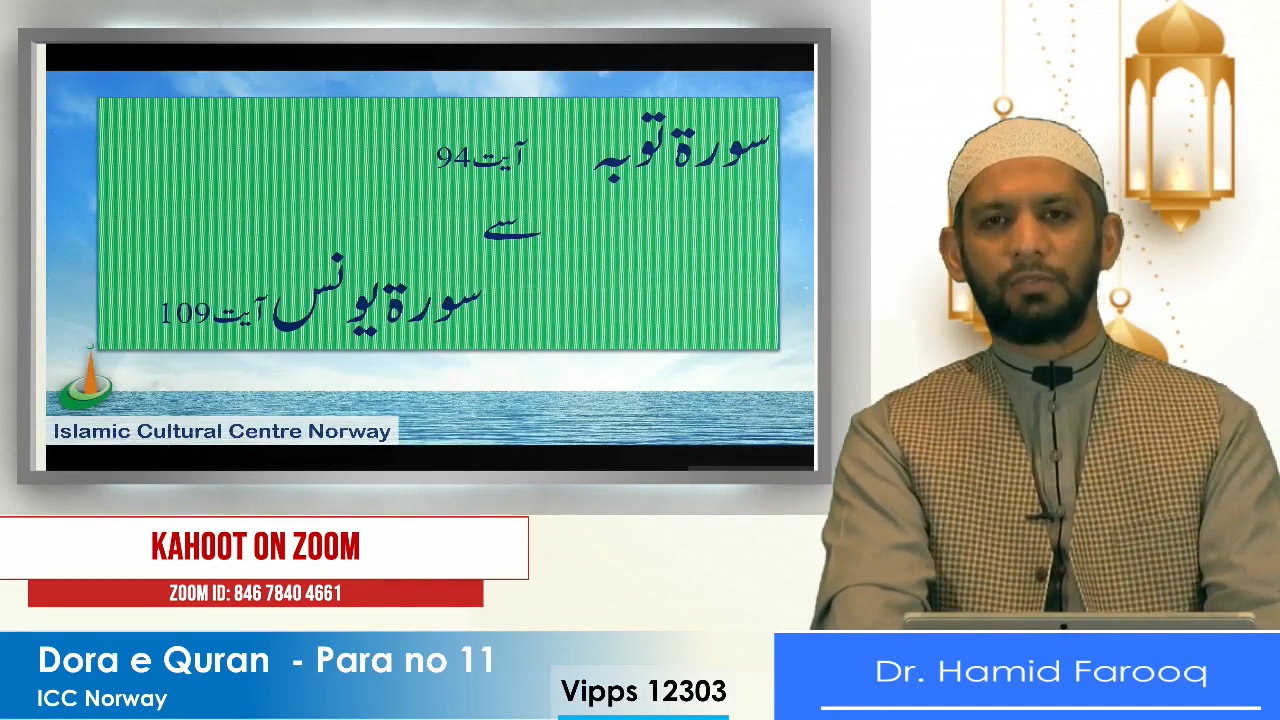 سورۃ توبہ آیت 94
سے
سورۃ یونس آیت 109
Islamic Cultural Centre Norway
KAHOOT ON ZOOM
ZOOM ID: 846 7840 4661
Dora e Quran - Para no 11
ICC Norway
Vipps 12303
Dr. Hamid Farooq